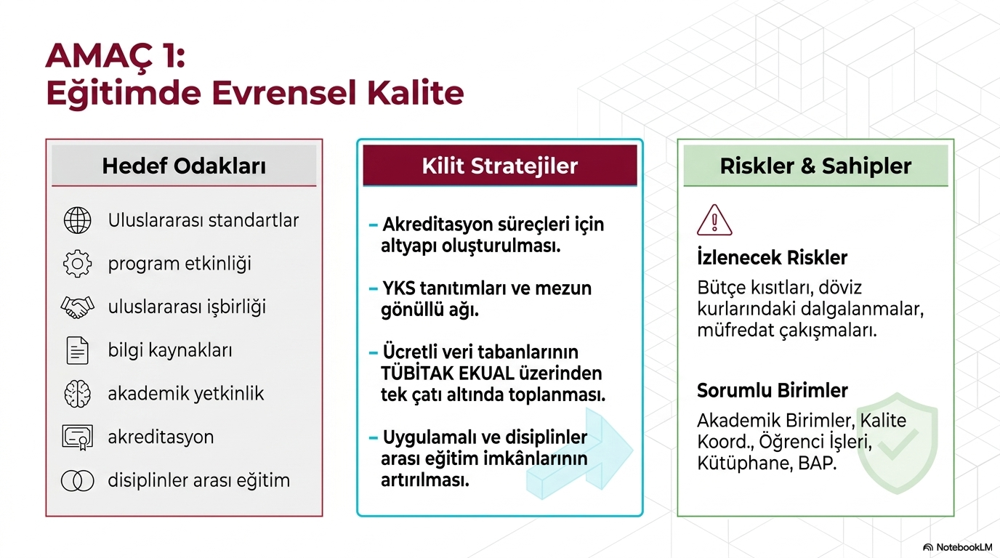 AMAÇ 1:
Eğitimde Evrensel Kalite
Hedef Odakları
Uluslararası standartlar
program etkinliği
uluslararası işbirliği
bilgi kaynakları
akademik yetkinlik
akreditasyon
disiplinler arası eğitim
Kilit Stratejiler
– Akreditasyon süreçleri için
altyapı oluşturulması.
– YKS tanıtımları ve mezun
gönüllü ağı.
– Ücretli veri tabanlarının
TÜBİTAK EKUAL üzerinden
tek çatı altında toplanması.
– Uygulamalı ve disiplinler
arası eğitim imkânlarının
artırılması.
Riskler & Sahipler
İzlenecek Riskler
Bütçe kısıtları, döviz
kurlarındaki dalgalanmalar,
müfredat çakışmaları.
Sorumlu Birimler
Akademik Birimler, Kalite
Koord., Öğrenci İşleri,
Kütüphane, BAP.
NotebookLM